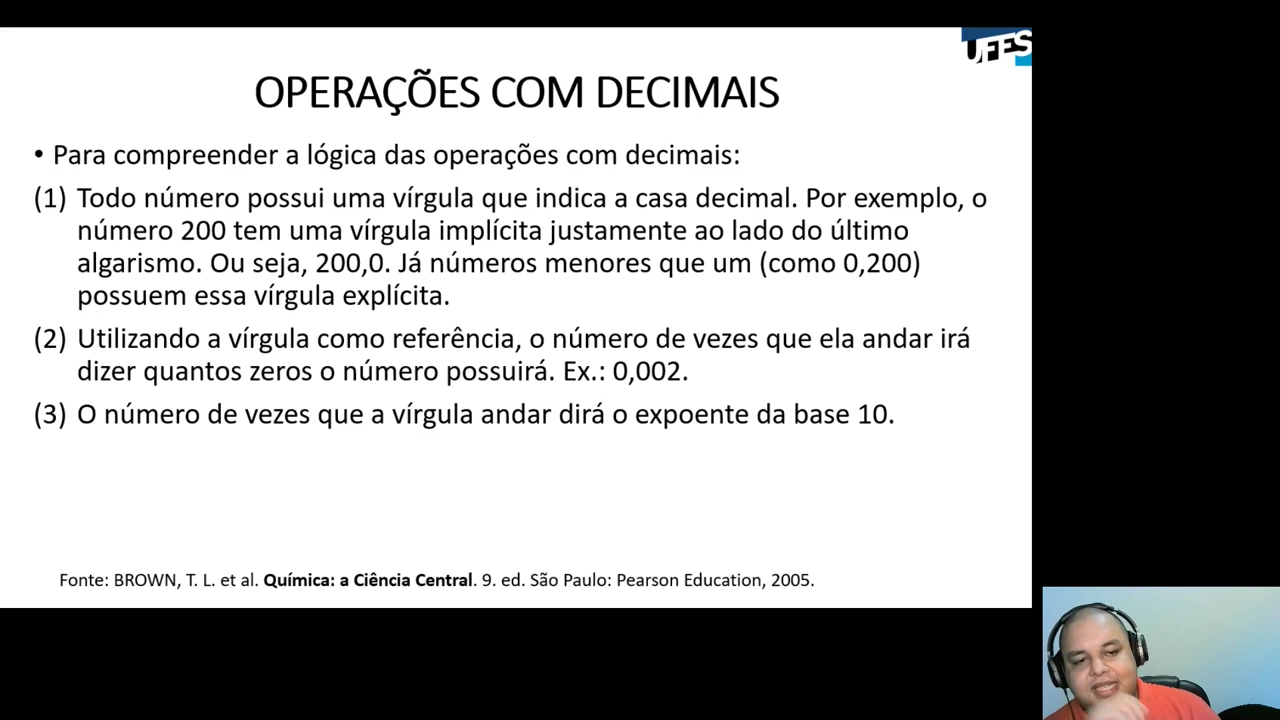 UFES
OPERAÇÕES COM DECIMAIS
• Para compreender a lógica das operações com decimais:
(1) Todo número possui uma vírgula que indica a casa decimal. Por exemplo, o
número 200 tem uma vírgula implícita justamente ao lado do último
algarismo. Ou seja, 200,0. Já números menores que um (como 0,200)
possuem essa vírgula explícita.
(2) Utilizando a vírgula como referência, o número de vezes que ela andar irá
dizer quantos zeros o número possuirá. Ex.: 0,002.
(3) O número de vezes que a vírgula andar dirá o expoente da base 10.
Fonte: BROWN, T. L. et al. Química: a Ciência Central. 9. ed. São Paulo: Pearson Education, 2005.